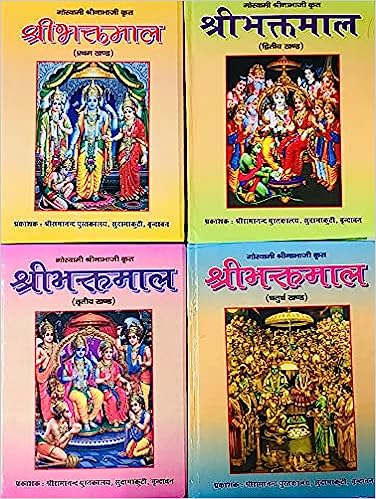 गोस्वामी श्रीनाभाजी कृत
श्रीभक्तमाल
(प्रथम खण्ड)
प्रकाशक : श्रीरामानन्द पुस्तकालय, सुदामाकुटी, वृन्दावन
गोस्वामी श्रीनाभाजी कृत
श्रीभक्तमाल
(द्वितीय खण्ड)
प्रकाशक : श्रीरामानन्द पुस्तकालय, सुदामाकुटी, वृन्दावन
गोस्वामी श्रीनाभाजी कृत
श्रीभक्तमाल
(तृतीय खण्ड)
प्रकाशक : श्रीरामानन्द पुस्तकालय, सुदामाकुटी, वृन्दावन
गोस्वामी श्रीनाभाजी कृत
श्रीभक्तमाल
(चतुर्थ खण्ड)
प्रकाशक : श्रीरामानन्द पुस्तकालय, सुदामाकुटी, वृन्दावन